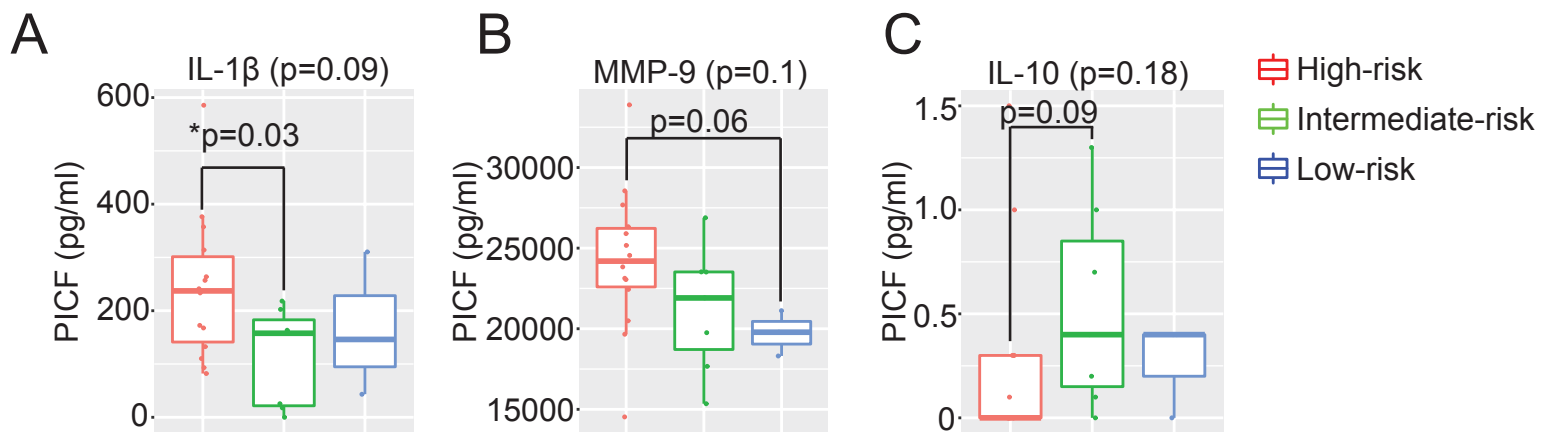 A
IL-1β (p=0.09)
PICF (pg/ml)
600
400
200
0
*p=0.03
B
MMP-9 (p=0.1)
PICF (pg/ml)
30000
25000
20000
15000
p=0.06
C
IL-10 (p=0.18)
PICF (pg/ml)
1.5
1.0
0.5
0
p=0.09
High-risk
Intermediate-risk
Low-risk